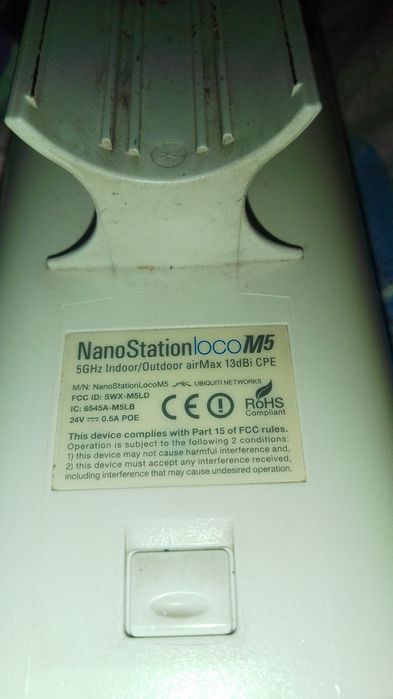 NanoStationlocoM5
5GHz Indoor/Outdoor airMax 13dBi CPE
M/N: NanoStationLocoM5 UBIQUITI NETWORKS
FCC ID: SWX-M5LD
IC: 6545A-M5LB
24V 0.5A POE
CE
RoHS
Compliant
This device complies with Part 15 of FCC rules.
Operation is subject to the following 2 conditions:
1) this device may not cause harmful interference and,
2) this device must accept any interference received,
including interference that may cause undesired operation.